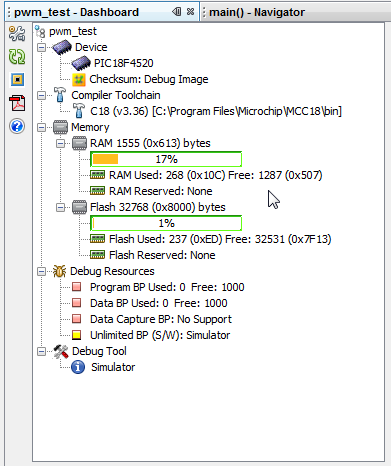 pwm_test - Dashboard
main() - Navigator
pwm_test
Device
PIC18F4520
Checksum: Debug Image
Compiler Toolchain
C18 (v3.36) [C:\Program Files\Microchip\MCC18\bin]
Memory
RAM 1555 (0x613) bytes
17%
RAM Used: 268 (0x10C) Free: 1287 (0x507)
RAM Reserved: None
Flash 32768 (0x8000) bytes
1%
Flash Used: 237 (0xED) Free: 32531 (0x7F13)
Flash Reserved: None
Debug Resources
Program BP Used: 0 Free: 1000
Data BP Used: 0 Free: 1000
Data Capture BP: No Support
Unlimited BP (S/W): Simulator
Debug Tool
Simulator